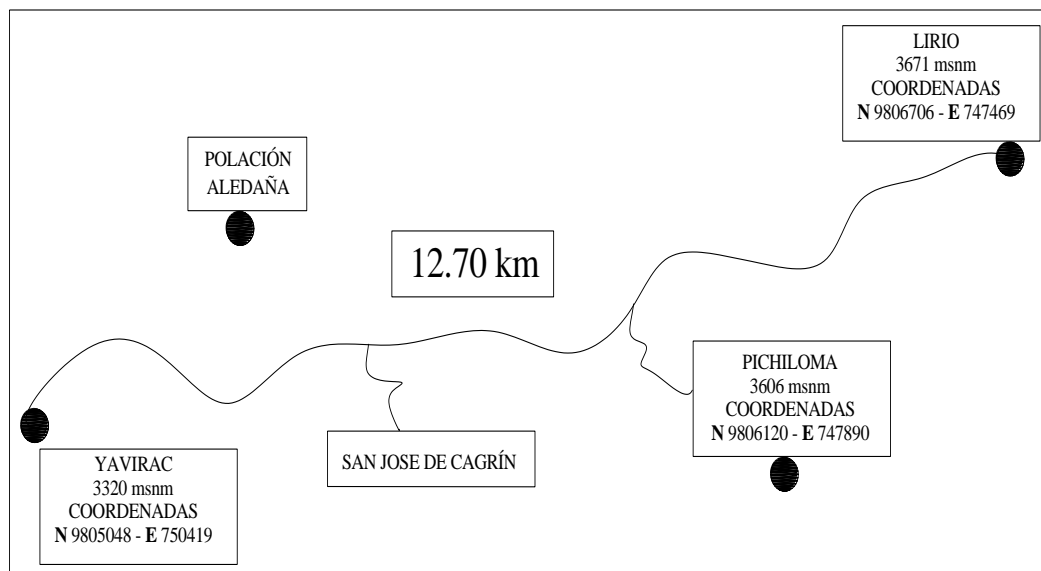 LIRIO
3671 msnm
COORDENADAS
N 9806706 - E 747469
POLACIÓN
ALEDAÑA
12.70 km
PICHILOMA
3606 msnm
COORDENADAS
N 9806120 - E 747890
SAN JOSE DE CAGRÍN
YAVIRAC
3320 msnm
COORDENADAS
N 9805048 - E 750419